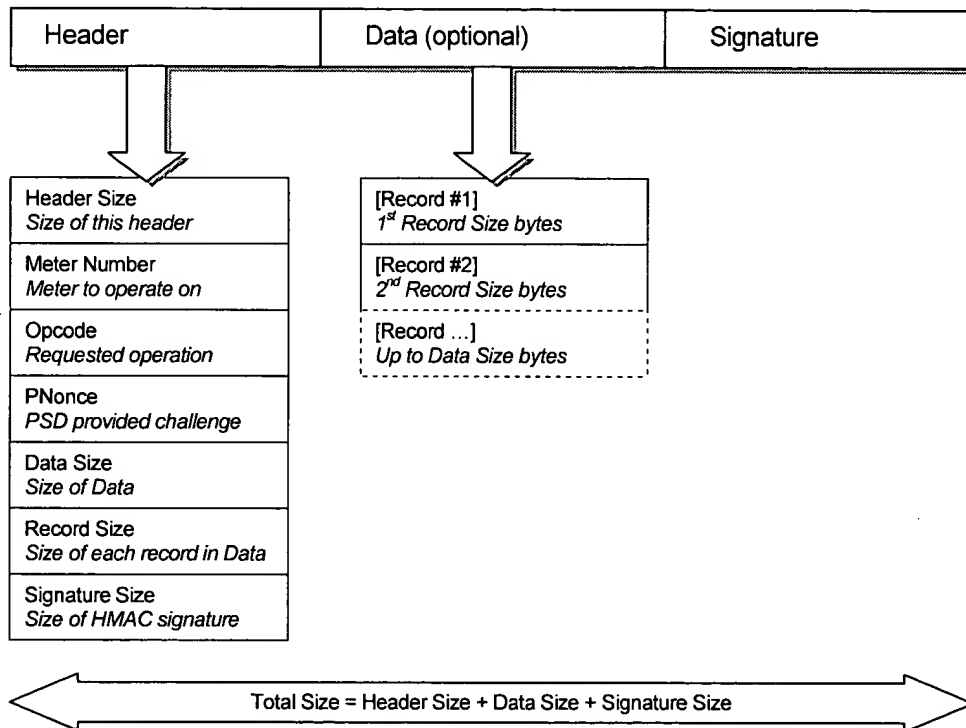 Header
Data (optional)
Signature
Header Size
Size of this header
Meter Number
Meter to operate on
Opcode
Requested operation
PNonce
PSD provided challenge
Data Size
Size of Data
Record Size
Size of each record in Data
Signature Size
Size of HMAC signature
[Record #1]
1st Record Size bytes
[Record #2]
2nd Record Size bytes
[Record ...]
Up to Data Size bytes
Total Size = Header Size + Data Size + Signature Size